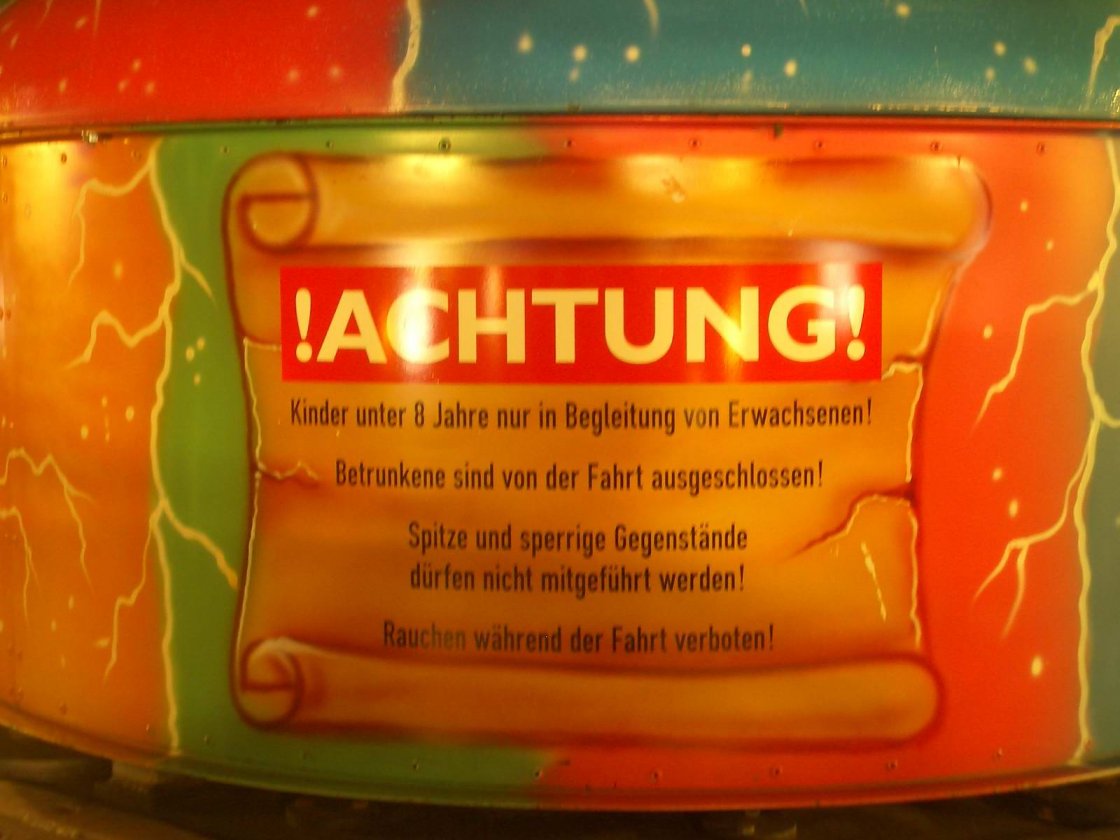 !ACHTUNG!
Kinder unter 8 Jahre nur in Begleitung von Erwachsenen!
Betrunkene sind von der Fahrt ausgeschlossen!
Spitze und sperrige Gegenstände
dürfen nicht mitgeführt werden!
Rauchen während der Fahrt verboten!